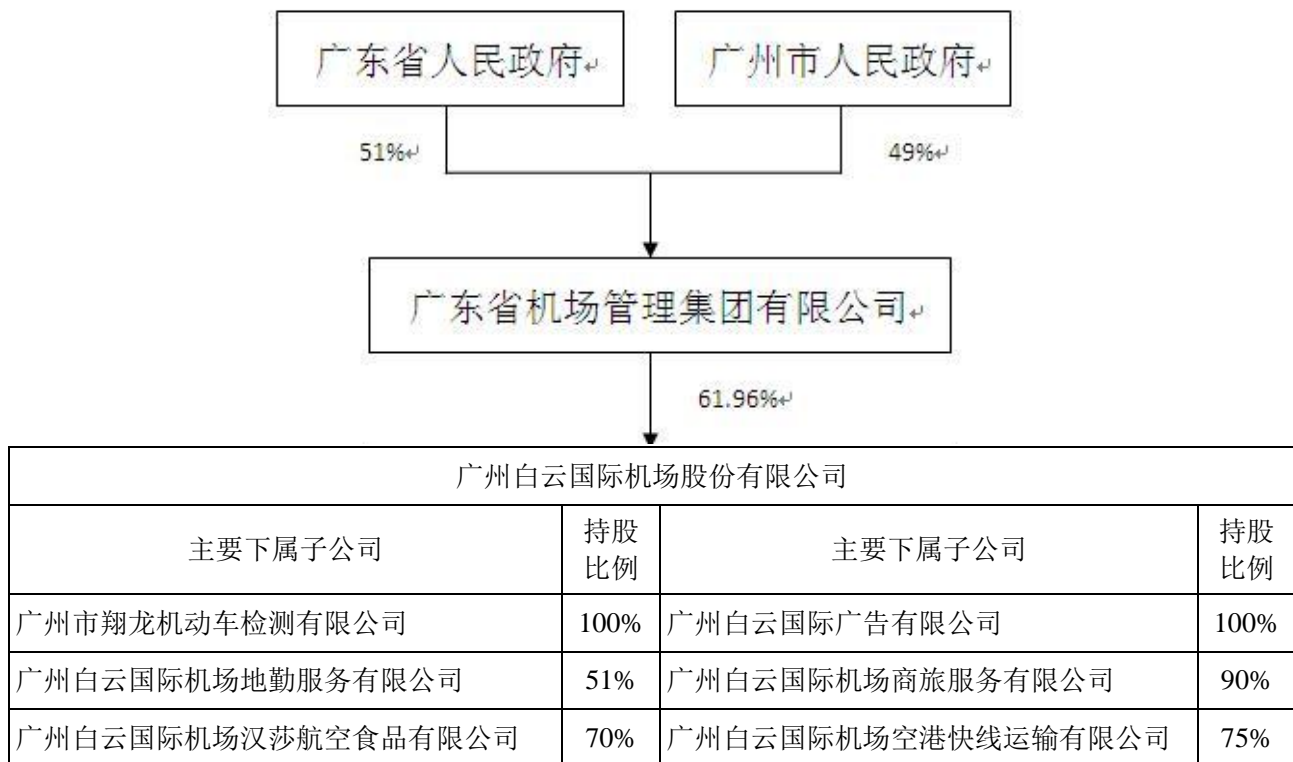 广东省人民政府↵
广州市人民政府↵
51%↵
49%↵
广东省机场管理集团有限公司↵
61.96%↵
广州白云国际机场股份有限公司
主要下属子公司
持股
比例
主要下属子公司
持股
比例
广州市翔龙机动车检测有限公司
100%
广州白云国际广告有限公司
100%
广州白云国际机场地勤服务有限公司
51%
广州白云国际机场商旅服务有限公司
90%
广州白云国际机场汉莎航空食品有限公司
70%
广州白云国际机场空港快线运输有限公司
75%